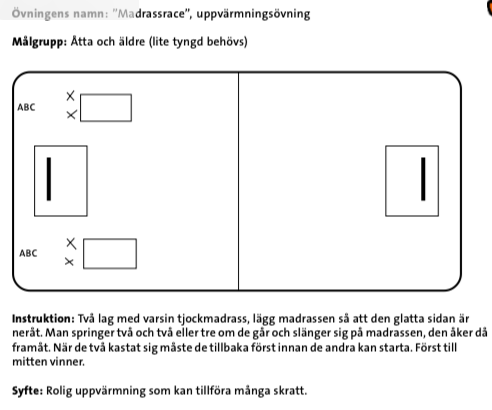 Övningens namn: ”Madrassrace”, uppvärmningsövning
Målgrupp: Åtta och äldre (lite tyngd behövs)
ABC
X
X
ABC
X
X
Instruktion: Två lag med varsin tjockmadrass, lägg madrassen så att den glatta sidan är
neråt. Man springer två och två eller tre om de går och slänger sig på madrassen, den åker då
framåt. När de två kastat sig måste de tillbaka först innan de andra kan starta. Först till
mitten vinner.
Syfte: Rolig uppvärmning som kan tillföra många skratt.